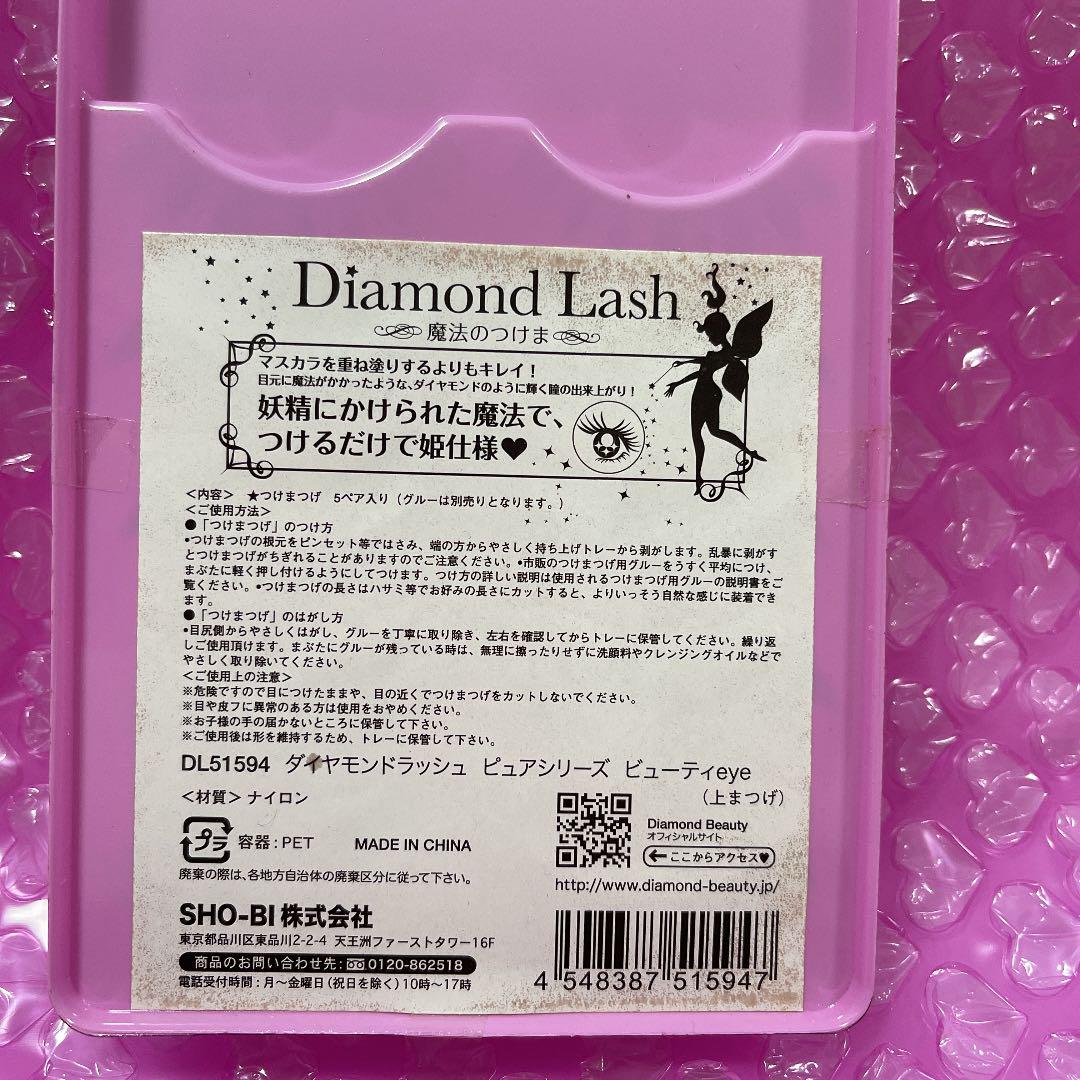 Diamond Lash
魔法のつけま
マスカラを重ね塗りするよりもキレイ！
目元に魔法がかかったような、ダイヤモンドのように輝く瞳の出来上がり！
妖精にかけられた魔法で、
つけるだけで姫仕様♥
＜内容＞ ★つけまつげ 5ペア入り（グルーは別売りとなります。）
＜ご使用方法＞
●「つけまつげ」のつけ方
•つけまつげの根元をピンセット等ではさみ、端の方からやさしく持ち上げトレーから剥がします。乱暴に剥がす
とつけまつげがちぎれることがありますのでご注意ください。•市販のつけまつげ用グルーをうすく平均につけ、
まぶたに軽く押し付けるようにしてつけます。つけ方の詳しい説明は使用されるつけまつげ用グルーの説明書をご
覧ください。•つけまつげの長さはハサミ等でお好みの長さにカットすると、よりいっそう自然な感じに装着でき
ます。
●「つけまつげ」のはがし方
•目尻側からやさしくはがし、グルーを丁寧に取り除き、左右を確認してからトレーに保管してください。繰り返
しご使用頂けます。まぶたにグルーが残っている時は、無理に擦ったりせずに洗顔料やクレンジングオイルなどで
やさしく取り除いてください。
＜ご使用上の注意＞
※危険ですので目につけたままや、目の近くでつけまつげをカットしないでください。
※目や皮フに異常のある方は使用をおやめください。
※お子様の手の届かないところに保管して下さい。
※ご使用後は形を維持するため、トレーに保管して下さい。
DL51594 ダイヤモンドラッシュ ピュアシリーズ ビューティeye
（上まつげ）
＜材質＞ナイロン
プラ 容器：PET MADE IN CHINA
廃棄の際は、各地方自治体の廃棄区分に従って下さい。
Diamond Beauty
オフィシャルサイト
←ここからアクセス♥
http://www.diamond-beauty.jp/
SHO-BI株式会社
東京都品川区東品川2-2-4 天王洲ファーストタワー16F
商品のお問い合わせ先：0120-862518
電話受付時間：月〜金曜日（祝日を除く）10時〜17時
4 548387 515947